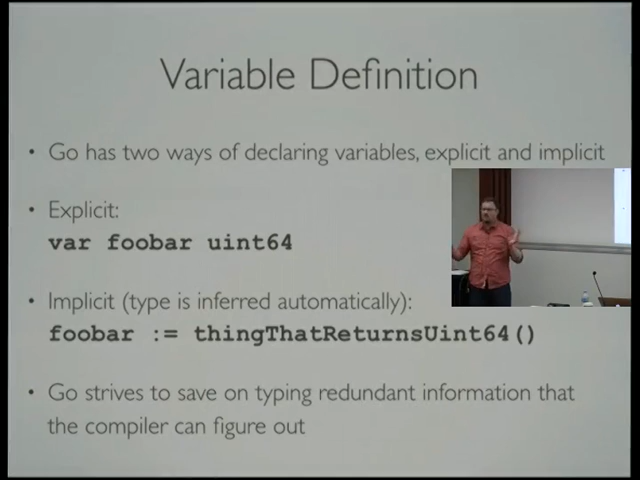 Variable Definition
• Go has two ways of declaring variables, explicit and implicit
• Explicit:
var foobar uint64
• Implicit (type is inferred automatically):
foobar := thingThatReturnsUint64()
• Go strives to save on typing redundant information that
the compiler can figure out